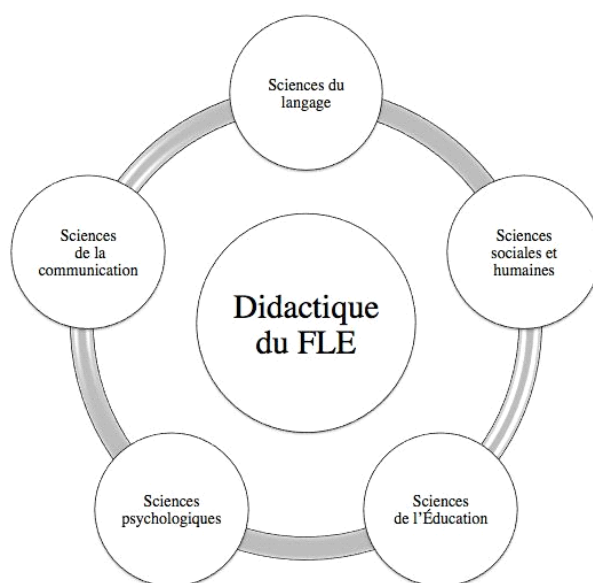 Sciences du
langage
Sciences
de la
communication
Sciences
sociales et
humaines
Didactique
du FLE
Sciences
psychologiques
Sciences
de l’Éducation